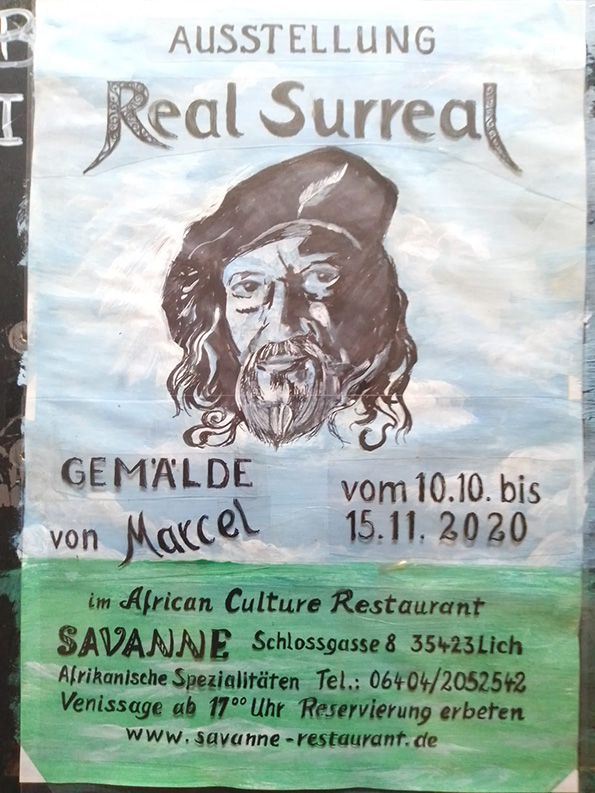 B
I
AUSSTELLUNG
Real Surreal
GEMÄLDE
von Marcel
vom 10.10. bis
15.11. 2020
im African Culture Restaurant
SAVANNE Schlossgasse 8 35423 Lich
Afrikanische Spezialitäten Tel.: 06404/2052542
Venissage ab 17⁰⁰ Uhr Reservierung erbeten
www.savanne-restaurant.de